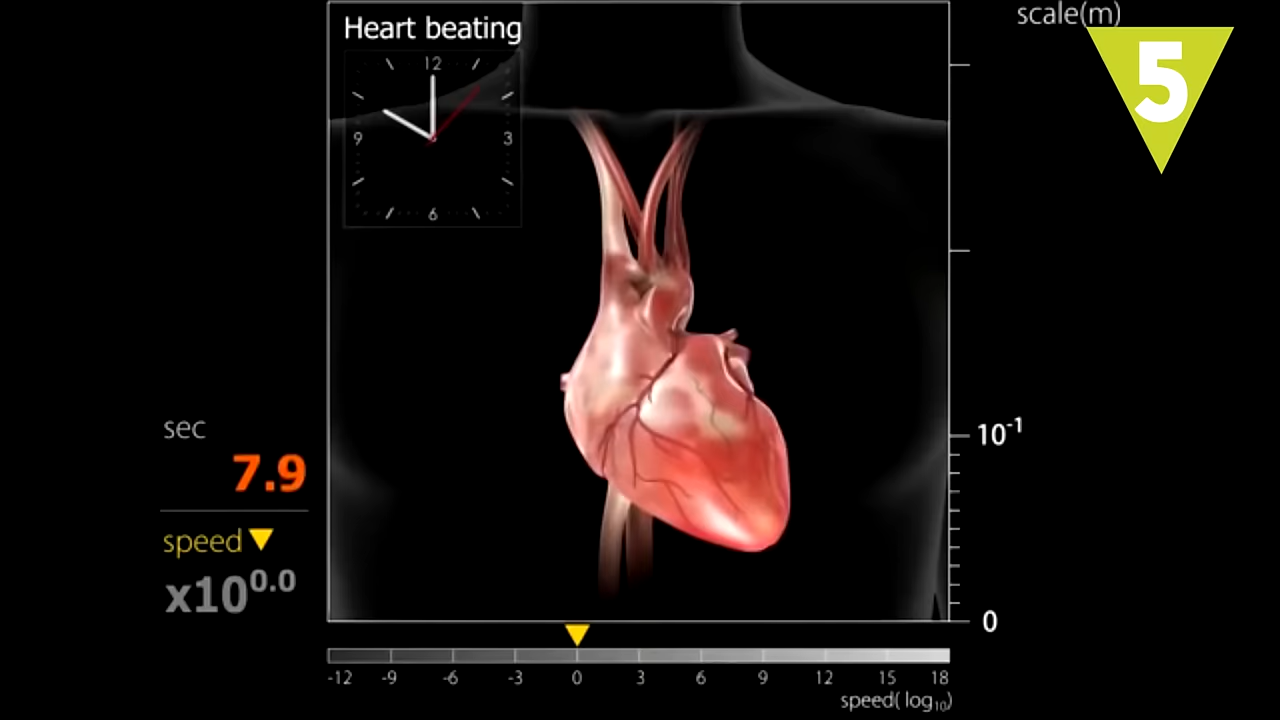 Heart beating
12
9
3
6
scale(m)
5
10⁻¹
0
sec
7.9
speed
x10⁰·⁰
-12 -9 -6 -3 0 3 6 9 12 15 18
speed( log₁₀)